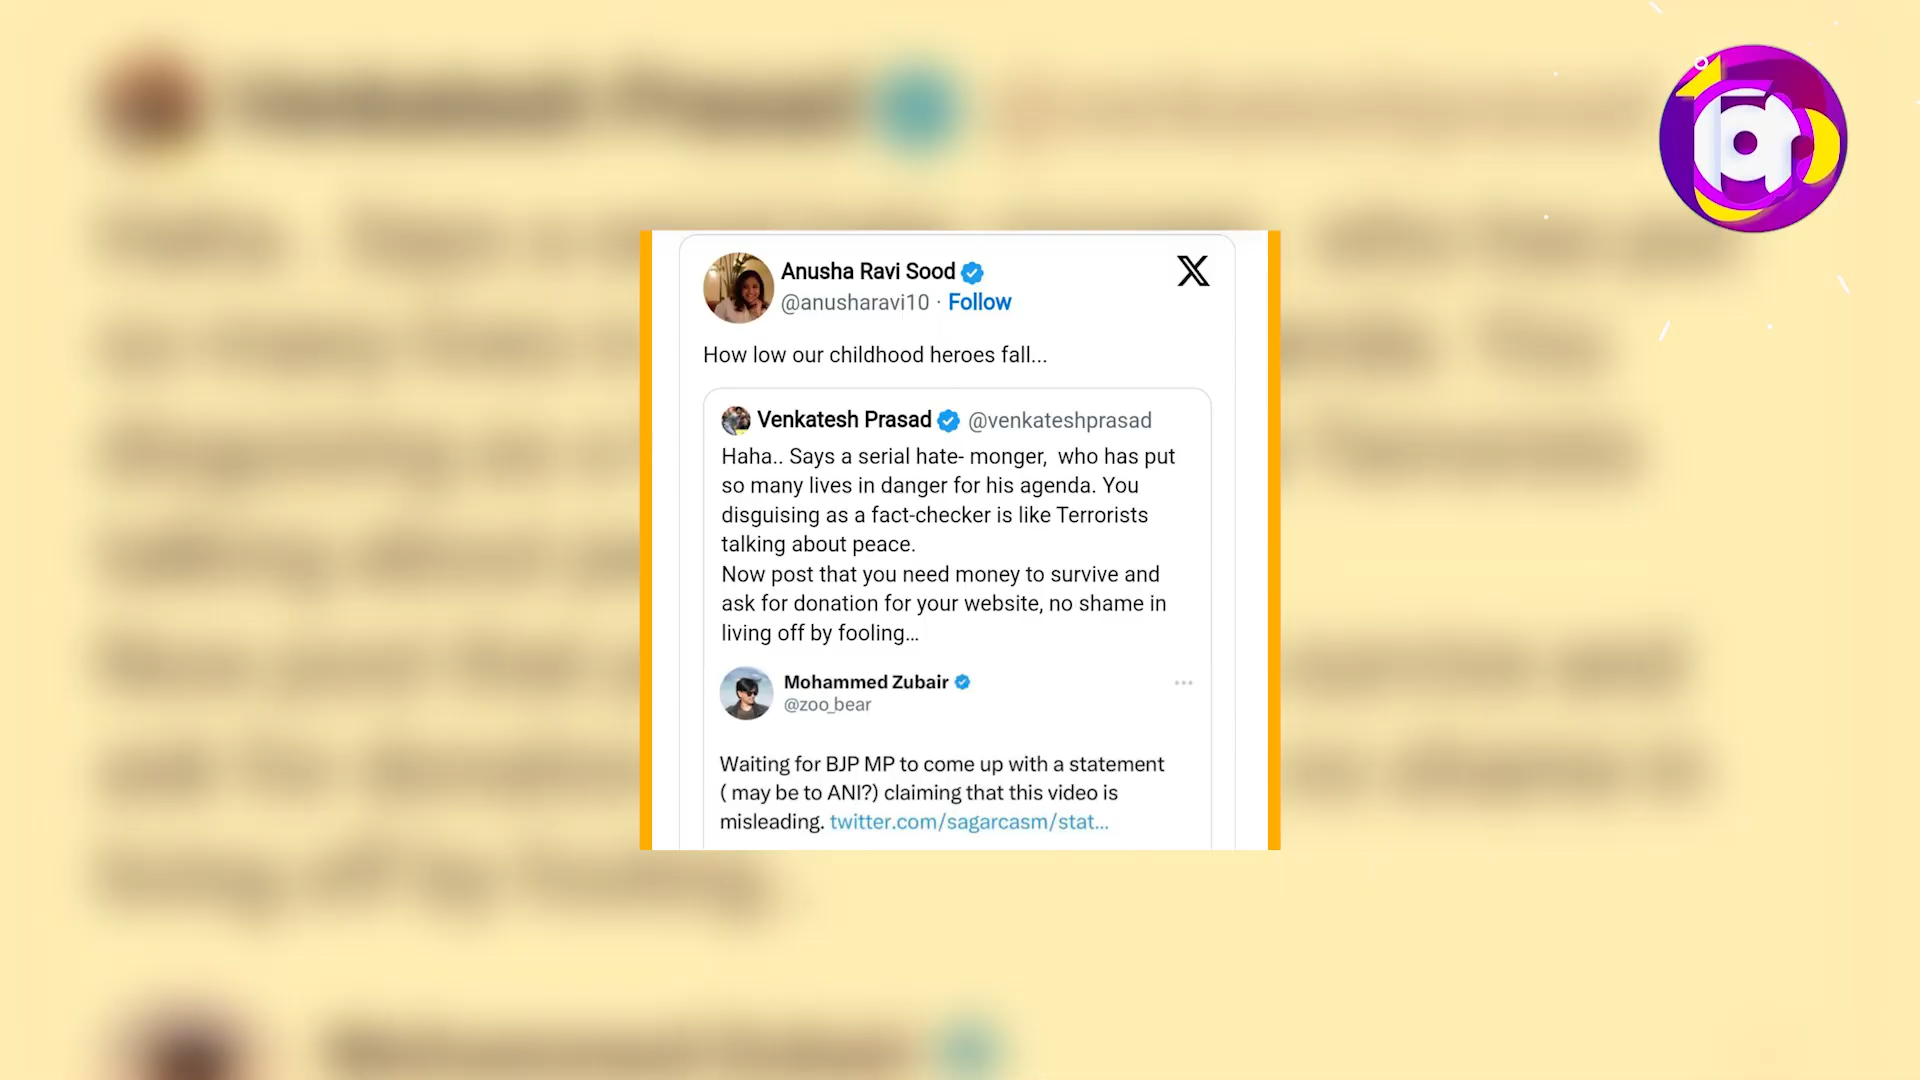 Anusha Ravi Sood
@anusharavi10 · Follow
How low our childhood heroes fall...
Venkatesh Prasad @venkateshprasad
Haha.. Says a serial hate- monger, who has put
so many lives in danger for his agenda. You
disguising as a fact-checker is like Terrorists
talking about peace.
Now post that you need money to survive and
ask for donation for your website, no shame in
living off by fooling...
Mohammed Zubair
@zoo_bear
Waiting for BJP MP to come up with a statement
( may be to ANI?) claiming that this video is
misleading. twitter.com/sagarcasm/stat...